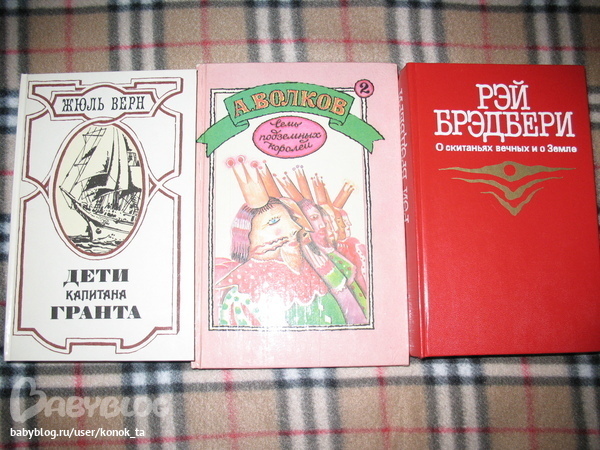 ЖЮЛЬ ВЕРН
ДЕТИ
КАПИТАНА
ГРАНТА
А.ВОЛКОВ
2
Семь
подземных
королей
РЭЙ
БРЭДБЕРИ
О скитаньях вечных и о Земле
BABYBLOG
babyblog.ru/user/konok_ta